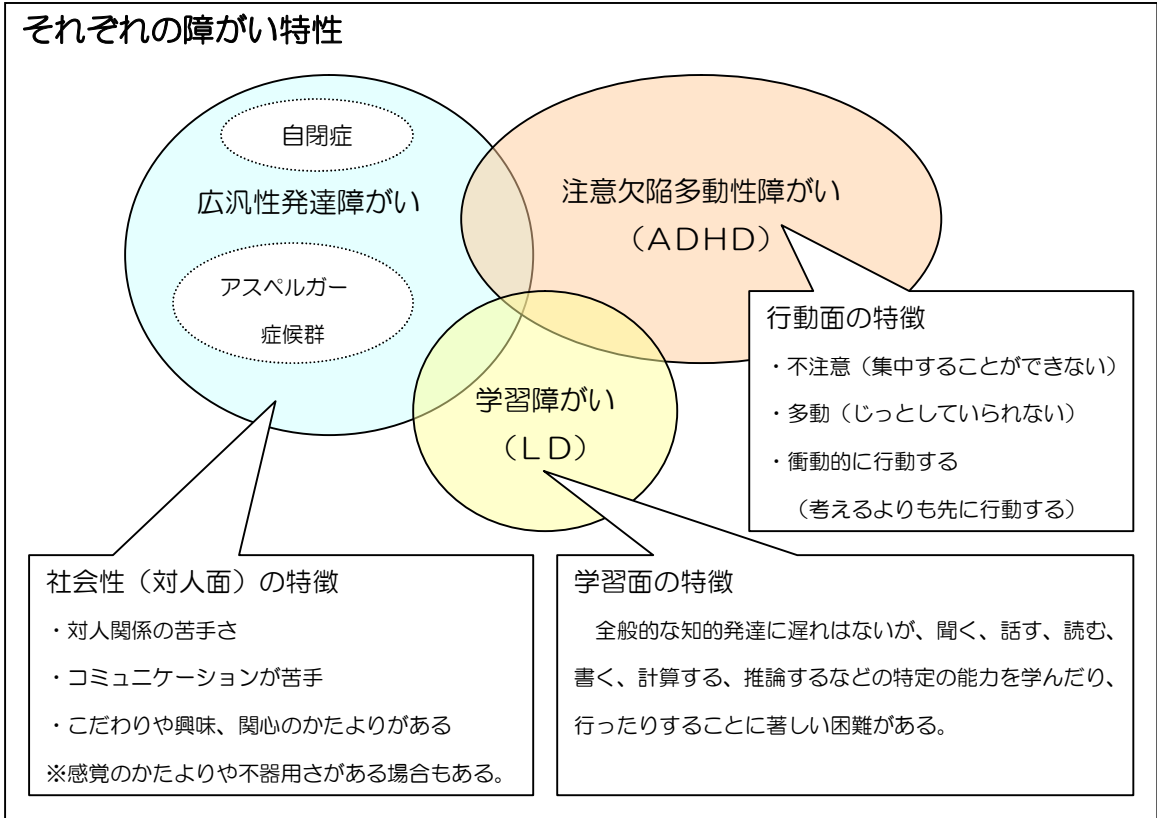 それぞれの障がい特性
自閉症
広汎性発達障がい
アスペルガー
症候群
注意欠陥多動性障がい
（ＡＤＨＤ）
学習障がい
（ＬＤ）
行動面の特徴
・不注意（集中することができない）
・多動（じっとしていられない）
・衝動的に行動する
（考えるよりも先に行動する）
社会性（対人面）の特徴
・対人関係の苦手さ
・コミュニケーションが苦手
・こだわりや興味、関心のかたよりがある
※感覚のかたよりや不器用さがある場合もある。
学習面の特徴
全般的な知的発達に遅れはないが、聞く、話す、読む、
書く、計算する、推論するなどの特定の能力を学んだり、
行ったりすることに著しい困難がある。